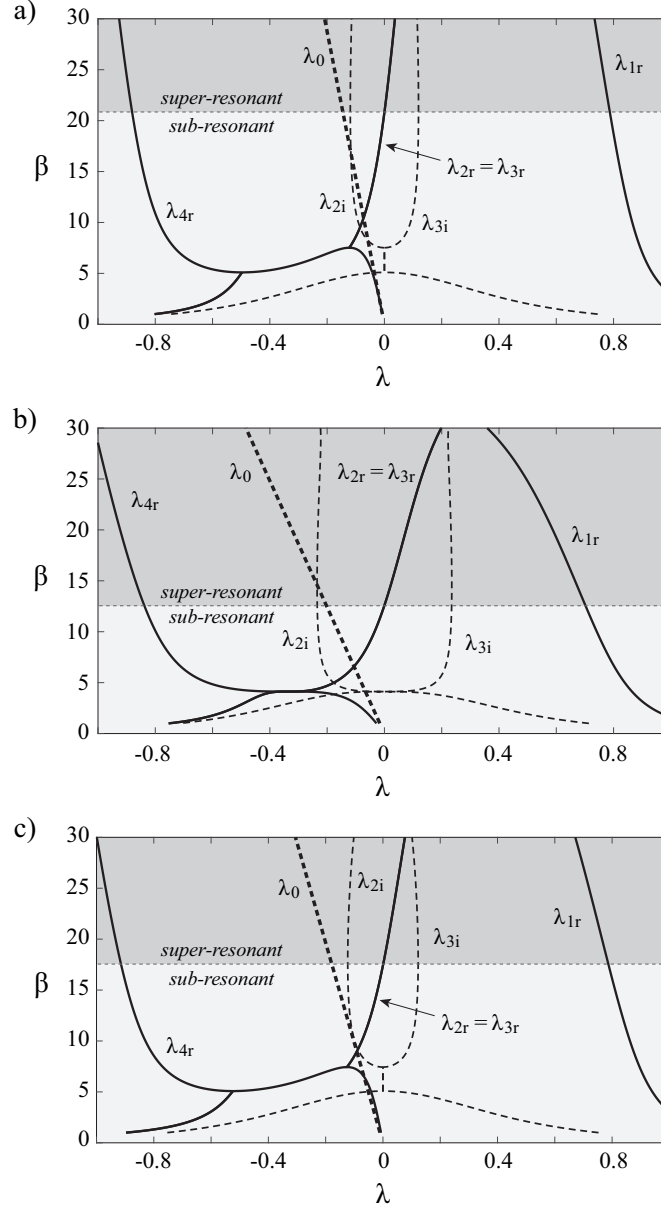 a)
30
λ0
λ1r
25
super-resonant
20
sub-resonant
β
15
λ2r = λ3r
λ4r
λ2i
λ3i
10
5
0
-0.8
-0.4
0
0.4
0.8
λ
b)
30
λ0
λ2r = λ3r
25
λ4r
λ1r
20
β
15
super-resonant
sub-resonant
10
λ2i
λ3i
5
0
-0.8
-0.4
0
0.4
0.8
λ
c)
30
λ0
λ2i
25
λ3i
λ1r
20
super-resonant
sub-resonant
β
15
λ2r = λ3r
10
λ4r
5
0
-0.8
-0.4
0
0.4
0.8
λ